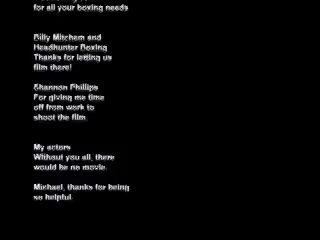 for all your boxing needs
Billy Mitchem and
Headhunter Boxing
Thanks for letting us
film there!
Shannon Phillips
For giving me time
off from work to
shoot the film.
My actors
Without you all, there
would be no movie.
Michael, thanks for being
so helpful.